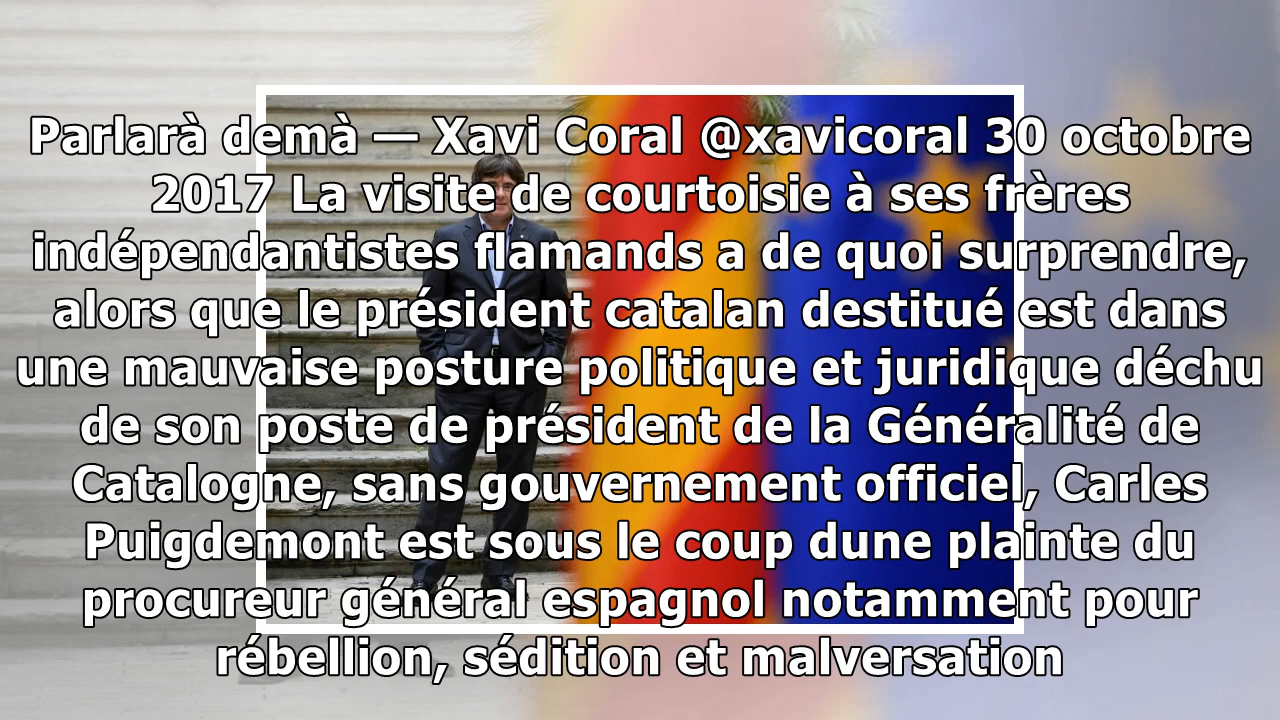 Parlarà demà — Xavi Coral @xavicoral 30 octobre
2017 La visite de courtoisie à ses frères
indépendantistes flamands a de quoi surprendre,
alors que le président catalan destitué est dans
une mauvaise posture politique et juridique déchu
de son poste de président de la Généralité de
Catalogne, sans gouvernement officiel, Carles
Puigdemont est sous le coup dune plainte du
procureur général espagnol notamment pour
rébellion, sédition et malversation